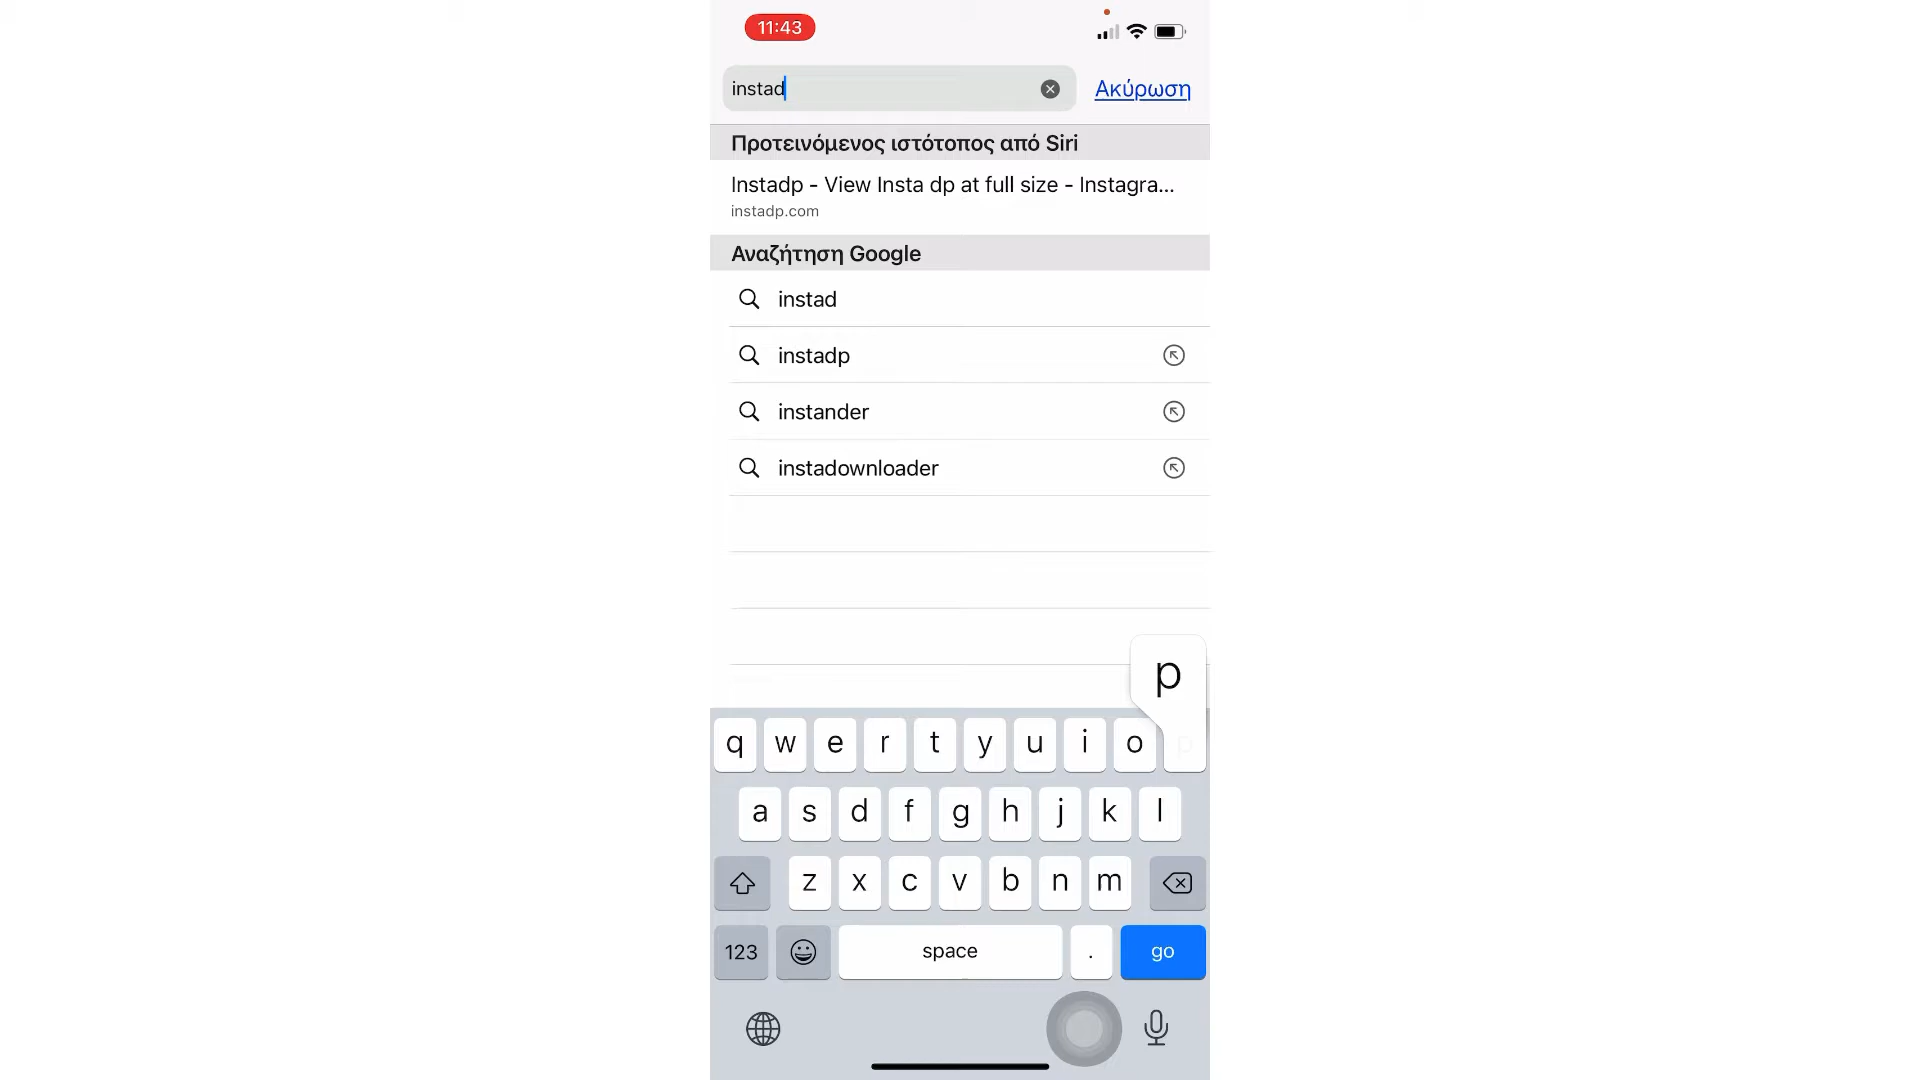 11:43
instad
Ακύρωση
Προτεινόμενος ιστότοπος από Siri
Instadp - View Insta dp at full size - Instagra...
instadp.com
Αναζήτηση Google
instad
instadp
instander
instadownloader
p
q w e r t y u i o p
a s d f g h j k l
z x c v b n m
123 space . go